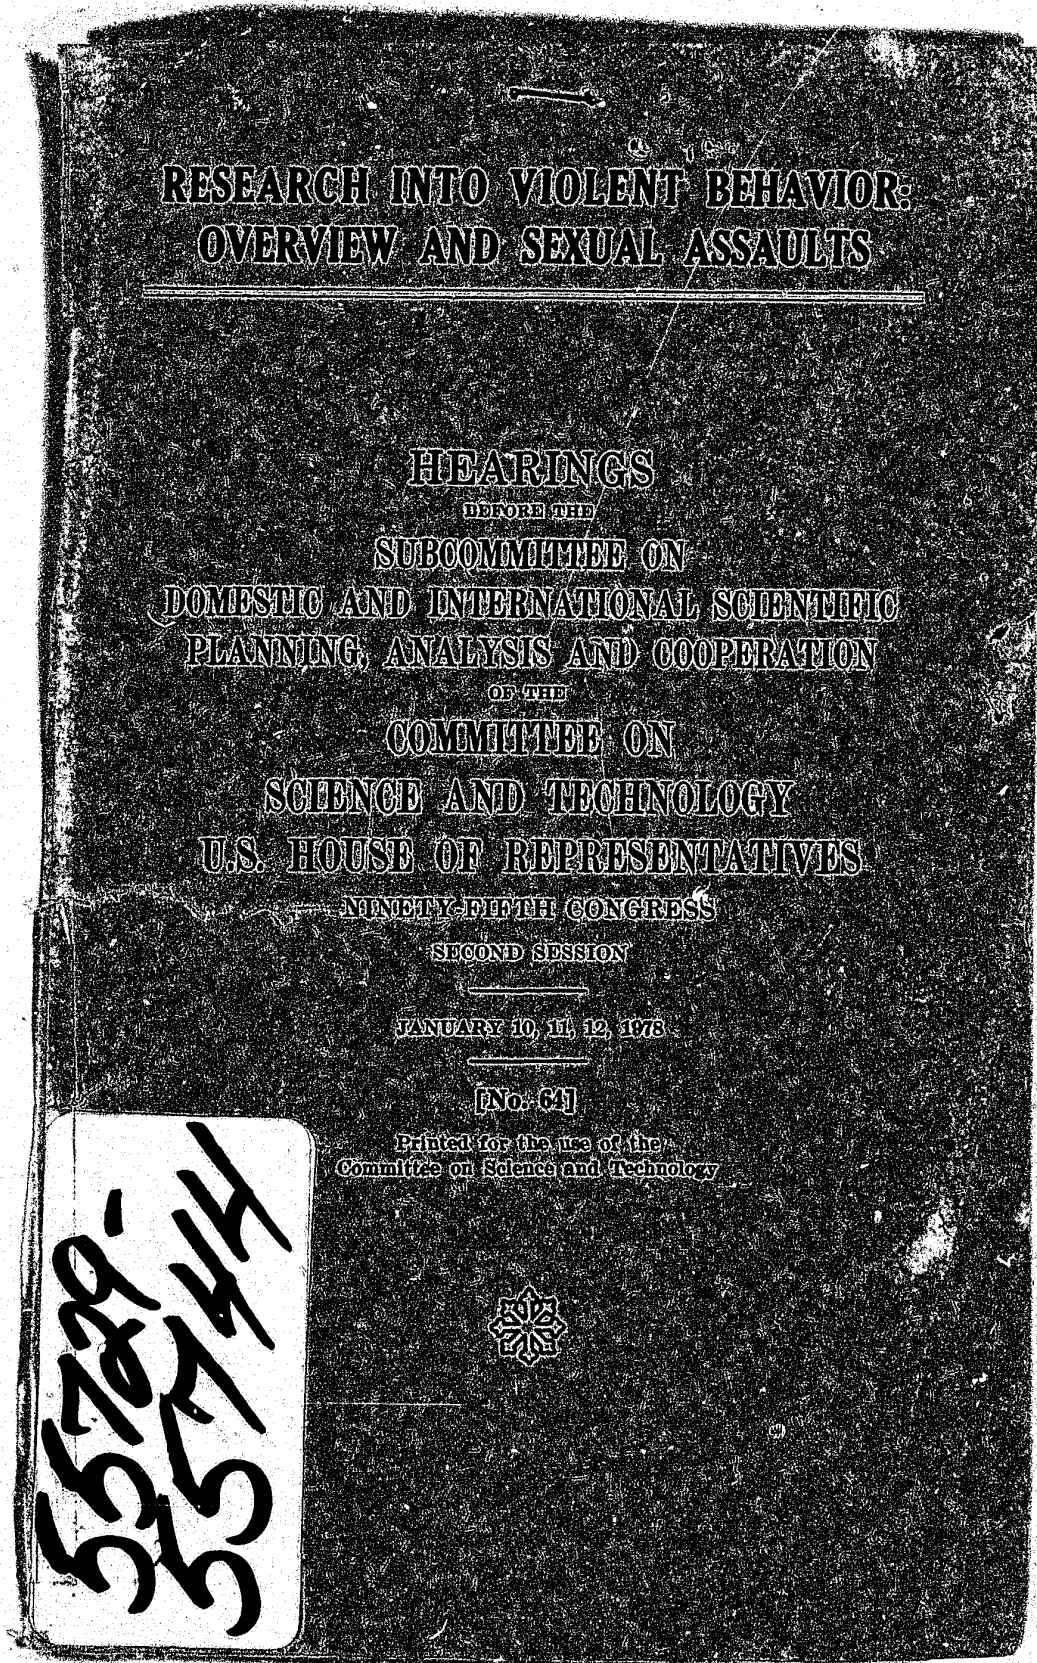 RESEARCH INTO VIOLENT BEHAVIOR:
OVERVIEW AND SEXUAL ASSAULTS
HEARINGS
BEFORE THE
SUBCOMMITTEE ON
DOMESTIC AND INTERNATIONAL SCIENTIFIC
PLANNING, ANALYSIS AND COOPERATION
OF THE
COMMITTEE ON
SCIENCE AND TECHNOLOGY
U.S. HOUSE OF REPRESENTATIVES
NINETY-FIFTH CONGRESS
SECOND SESSION
JANUARY 10, 11, 12, 1978
[No. 64]
Printed for the use of the
Committee on Science and Technology
55729-
55744